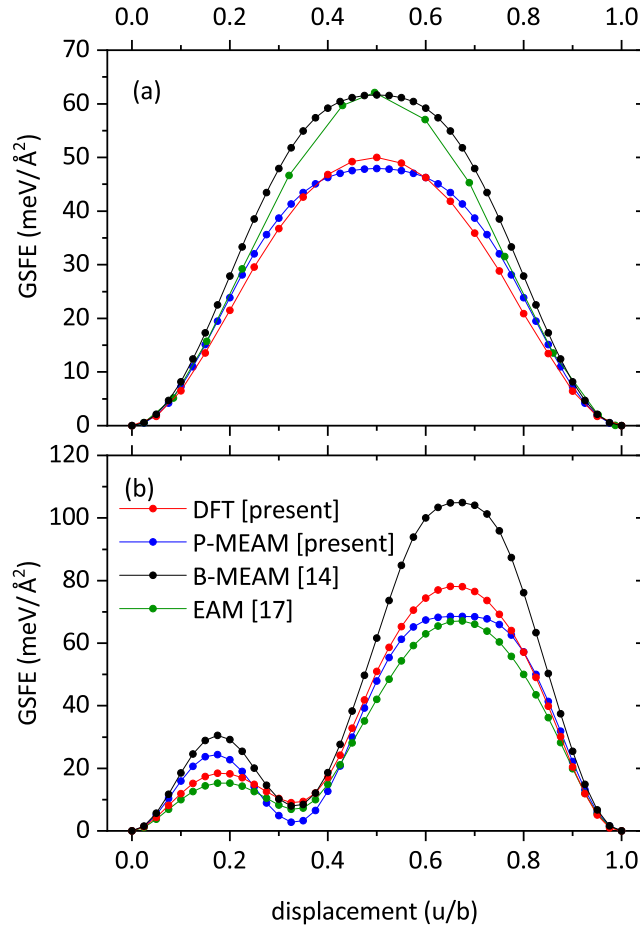 0.0 0.2 0.4 0.6 0.8 1.0
70
60
50
40
30
20
10
0
GSFE (meV/Å²)
(a)
120
100
80
60
40
20
0
GSFE (meV/Å²)
(b)
DFT [present]
P-MEAM [present]
B-MEAM [14]
EAM [17]
0.0 0.2 0.4 0.6 0.8 1.0
displacement (u/b)